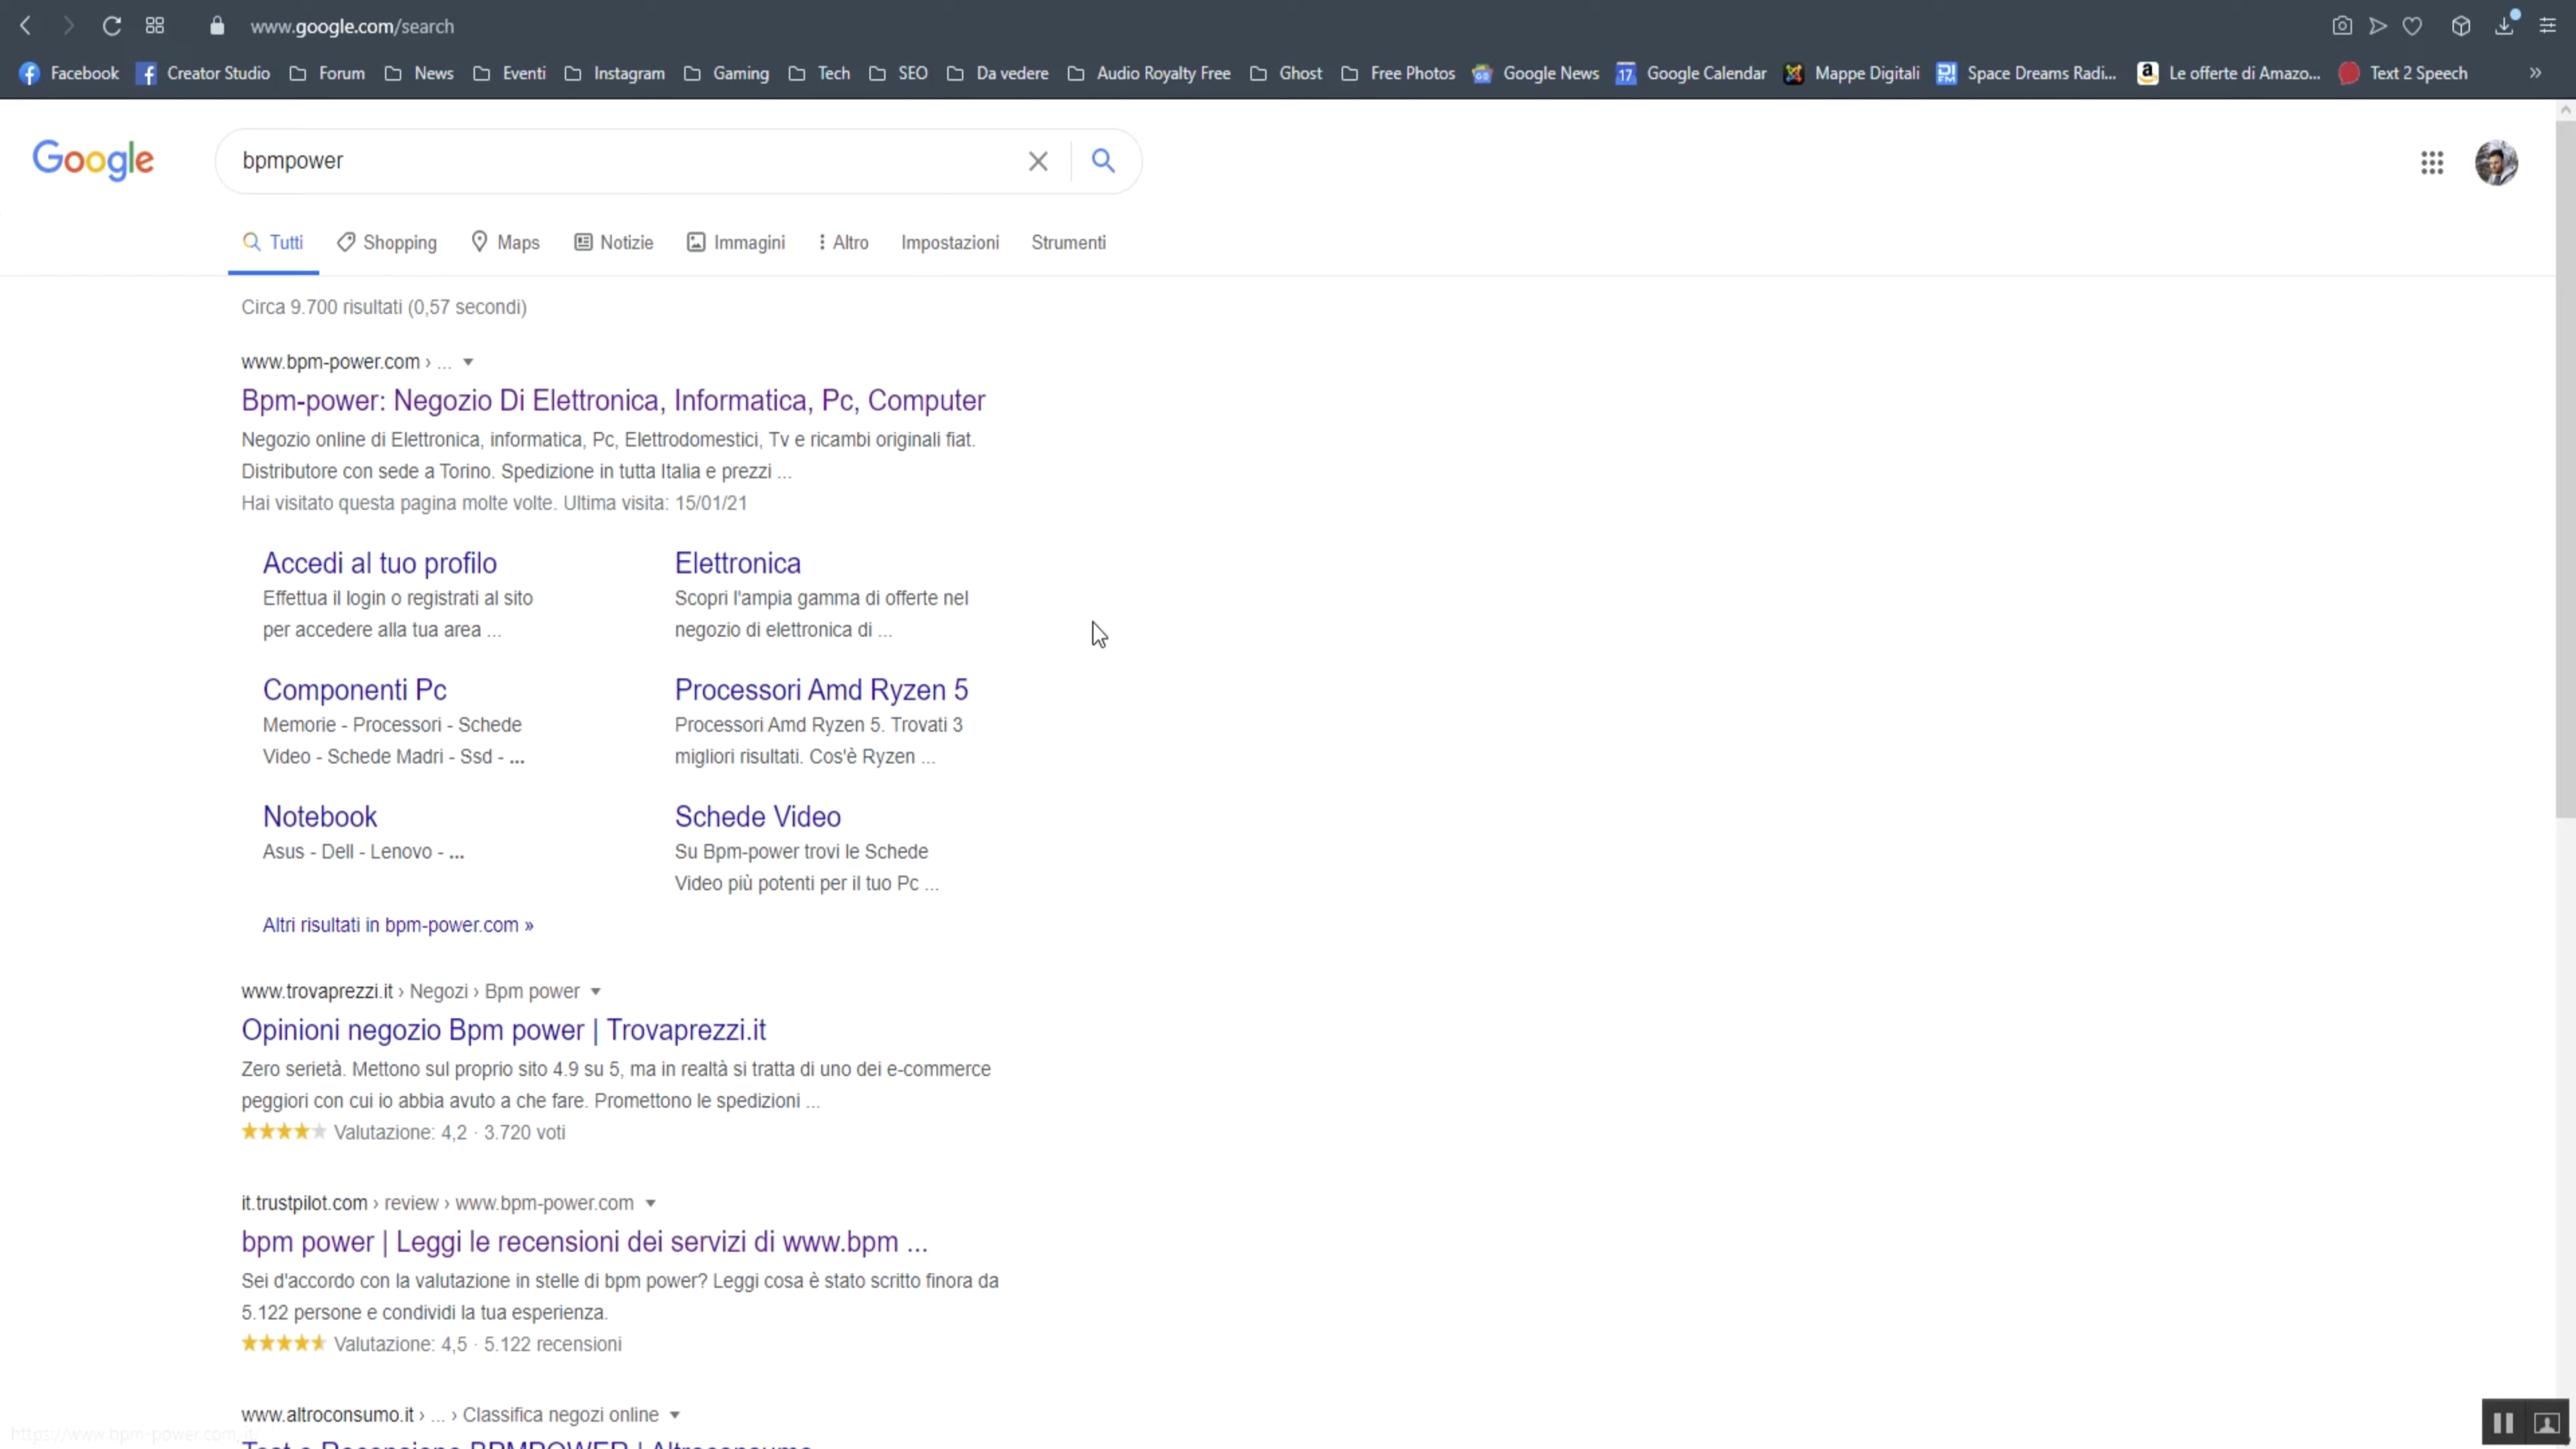 www.google.com/search
Facebook Creator Studio Forum News Eventi Instagram Gaming Tech SEO Da vedere Audio Royalty Free Ghost Free Photos Google News 17 Google Calendar Mappe Digitali Space Dreams Radi... Le offerte di Amazo... Text 2 Speech »
Google bpmpower
Tutti Shopping Maps Notizie Immagini Altro Impostazioni Strumenti
Circa 9.700 risultati (0,57 secondi)
www.bpm-power.com › ...
Bpm-power: Negozio Di Elettronica, Informatica, Pc, Computer
Negozio online di Elettronica, informatica, Pc, Elettrodomestici, Tv e ricambi originali fiat.
Distributore con sede a Torino. Spedizione in tutta Italia e prezzi ...
Hai visitato questa pagina molte volte. Ultima visita: 15/01/21
Accedi al tuo profilo
Effettua il login o registrati al sito
per accedere alla tua area ...
Elettronica
Scopri l'ampia gamma di offerte nel
negozio di elettronica di ...
Componenti Pc
Memorie - Processori - Schede
Video - Schede Madri - Ssd - ...
Processori Amd Ryzen 5
Processori Amd Ryzen 5. Trovati 3
migliori risultati. Cos'è Ryzen ...
Notebook
Asus - Dell - Lenovo - ...
Schede Video
Su Bpm-power trovi le Schede
Video più potenti per il tuo Pc ...
Altri risultati in bpm-power.com »
www.trovaprezzi.it › Negozi › Bpm power
Opinioni negozio Bpm power | Trovaprezzi.it
Zero serietà. Mettono sul proprio sito 4.9 su 5, ma in realtà si tratta di uno dei e-commerce
peggiori con cui io abbia avuto a che fare. Promettono le spedizioni ...
Valutazione: 4,2 · 3.720 voti
it.trustpilot.com › review › www.bpm-power.com
bpm power | Leggi le recensioni dei servizi di www.bpm ...
Sei d'accordo con la valutazione in stelle di bpm power? Leggi cosa è stato scritto finora da
5.122 persone e condividi la tua esperienza.
Valutazione: 4,5 · 5.122 recensioni
www.altroconsumo.it › ... › Classifica negozi online
Test e Recensione BPMPOWER | Altroconsumo